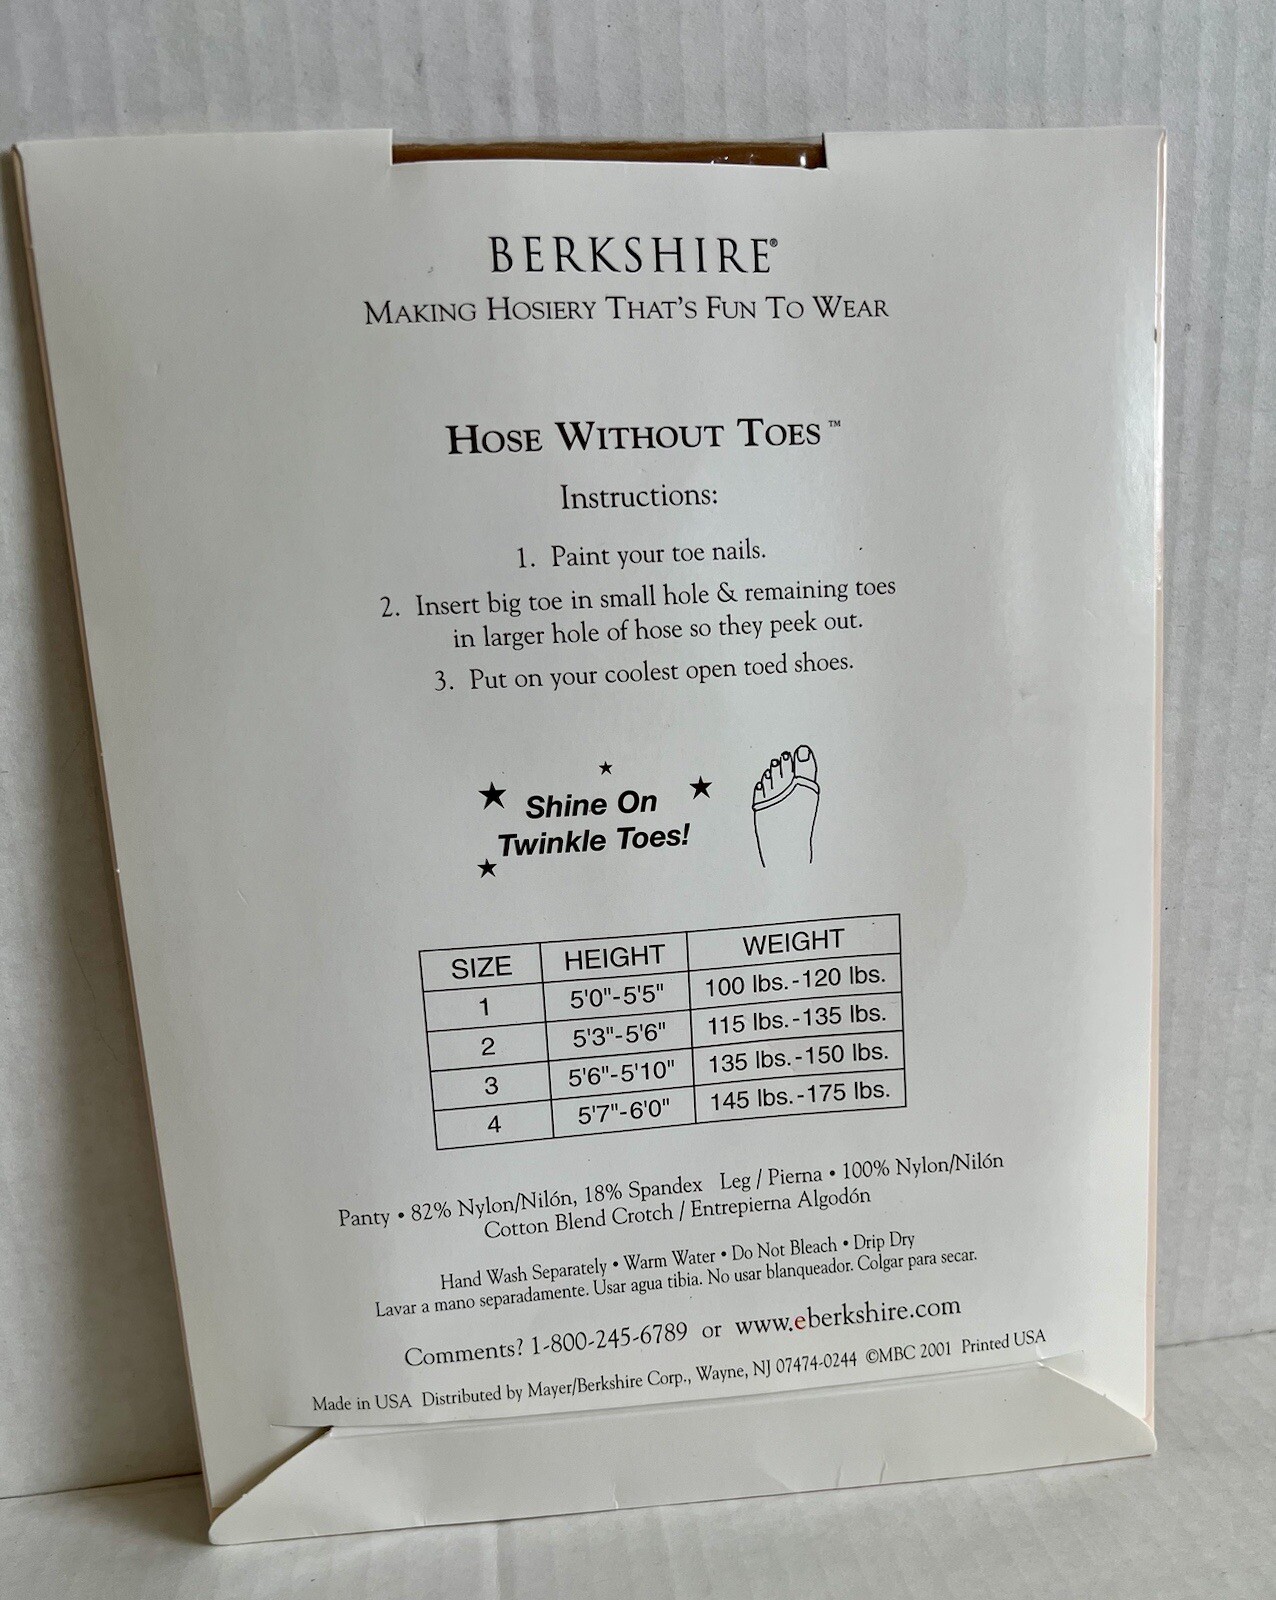 BERKSHIRE®
MAKING HOSIERY THAT'S FUN TO WEAR
HOSE WITHOUT TOES™
Instructions:
1. Paint your toe nails.
2. Insert big toe in small hole & remaining toes
in larger hole of hose so they peek out.
3. Put on your coolest open toed shoes.
Shine On
Twinkle Toes!
SIZE HEIGHT WEIGHT
1 5'0"-5'5" 100 lbs.-120 lbs.
2 5'3"-5'6" 115 lbs.-135 lbs.
3 5'6"-5'10" 135 lbs.-150 lbs.
4 5'7"-6'0" 145 lbs.-175 lbs.
Panty • 82% Nylon/Nilón, 18% Spandex Leg / Pierna • 100% Nylon/Nilón
Cotton Blend Crotch / Entrepierna Algodón
Hand Wash Separately • Warm Water • Do Not Bleach • Drip Dry
Lavar a mano separadamente. Usar agua tibia. No usar blanqueador. Colgar para secar.
Comments? 1-800-245-6789 or www.eberkshire.com
Made in USA Distributed by Mayer/Berkshire Corp., Wayne, NJ 07474-0244 ©MBC 2001 Printed USA